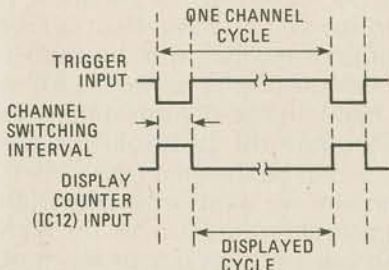 ONE CHANNEL
CYCLE
TRIGGER
INPUT
CHANNEL
SWITCHING
INTERVAL
DISPLAY
COUNTER
(IC12) INPUT
DISPLAYED
CYCLE